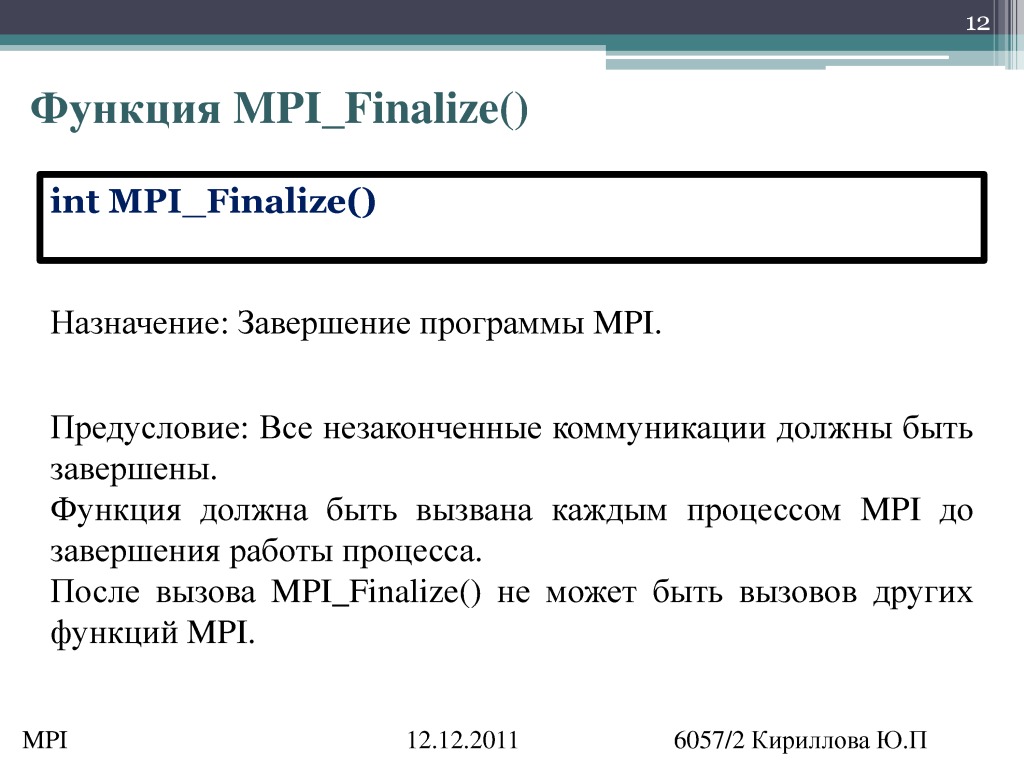 12
Функция MPI_Finalize()
int MPI_Finalize()
Назначение: Завершение программы MPI.
Предусловие: Все незаконченные коммуникации должны быть
завершены.
Функция должна быть вызвана каждым процессом MPI до
завершения работы процесса.
После вызова MPI_Finalize() не может быть вызовов других
функций MPI.
MPI 12.12.2011 6057/2 Кириллова Ю.П